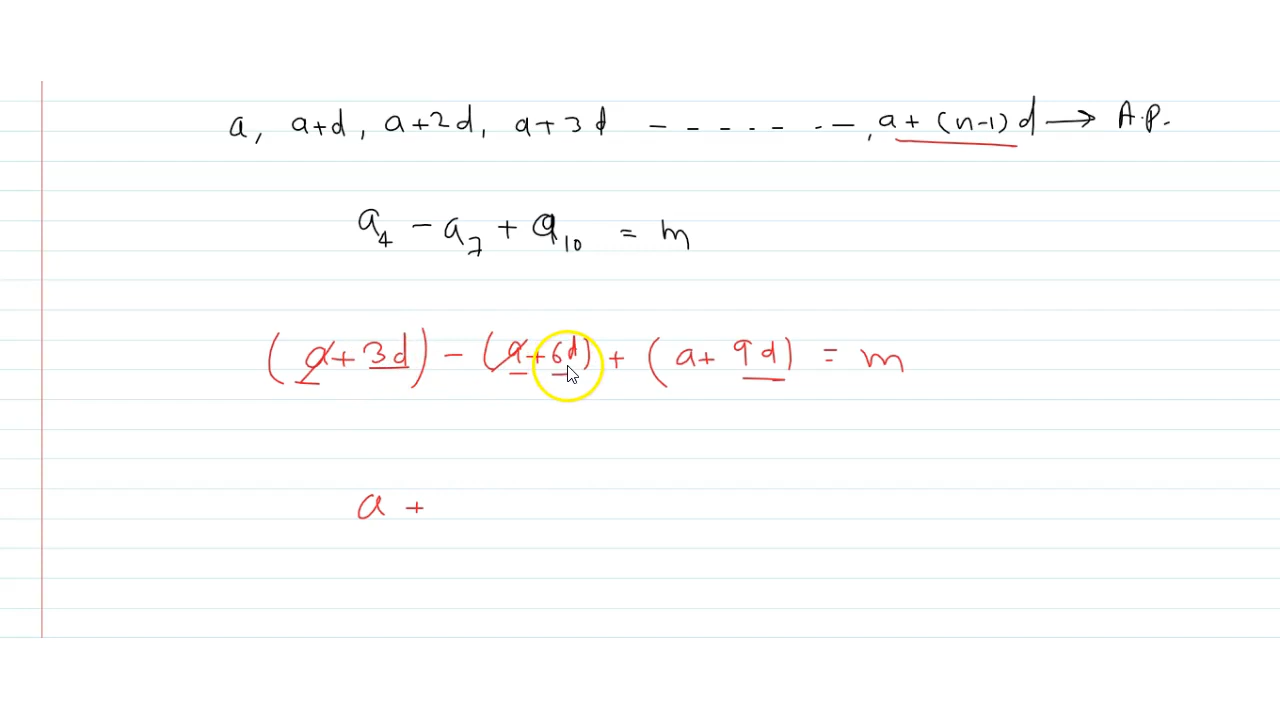 a, a+d, a+2d, a+3d - - - - - - -, a+(n-1)d → A.P.
a₄ - a₇ + a₁₀ = m
(a+3d) - (a+6d) + (a+9d) = m
a +